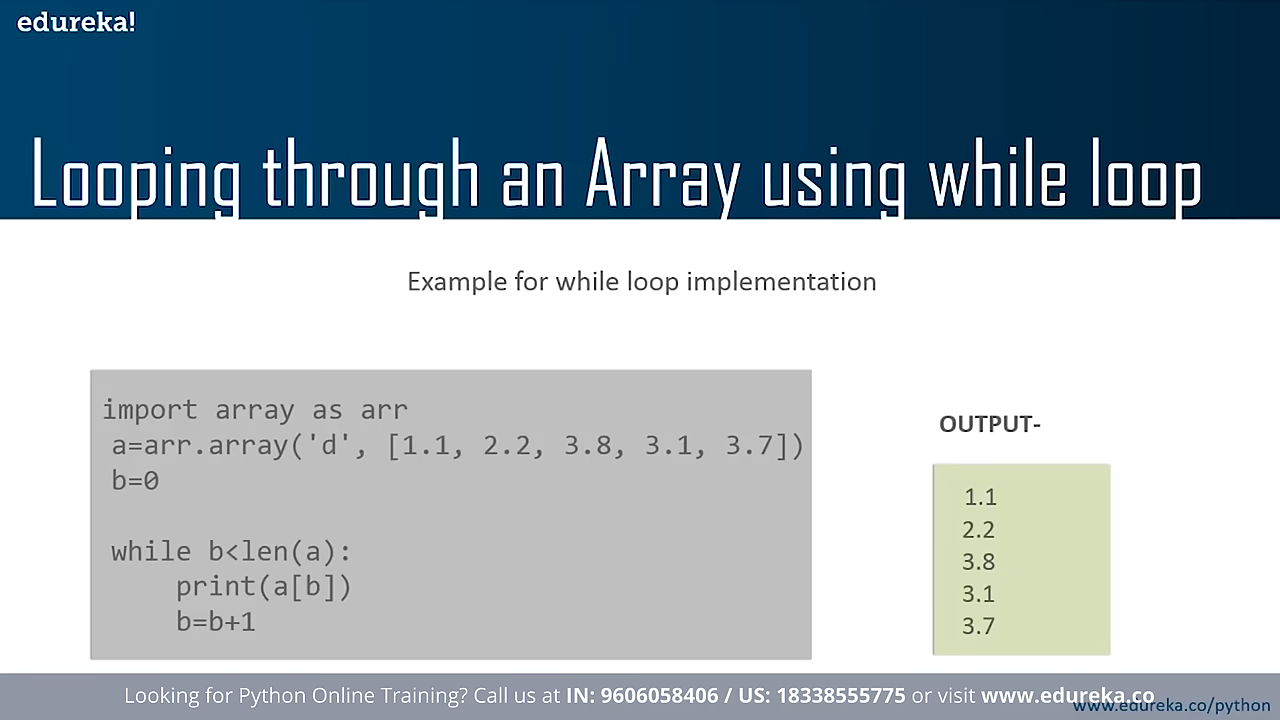 edureka!
Looping through an Array using while loop
Example for while loop implementation
import array as arr
a=arr.array('d', [1.1, 2.2, 3.8, 3.1, 3.7])
b=0
while b<len(a):
print(a[b])
b=b+1
OUTPUT-
1.1
2.2
3.8
3.1
3.7
Looking for Python Online Training? Call us at IN: 9606058406 / US: 18338555775 or visit www.edureka.co
www.edureka.co/python